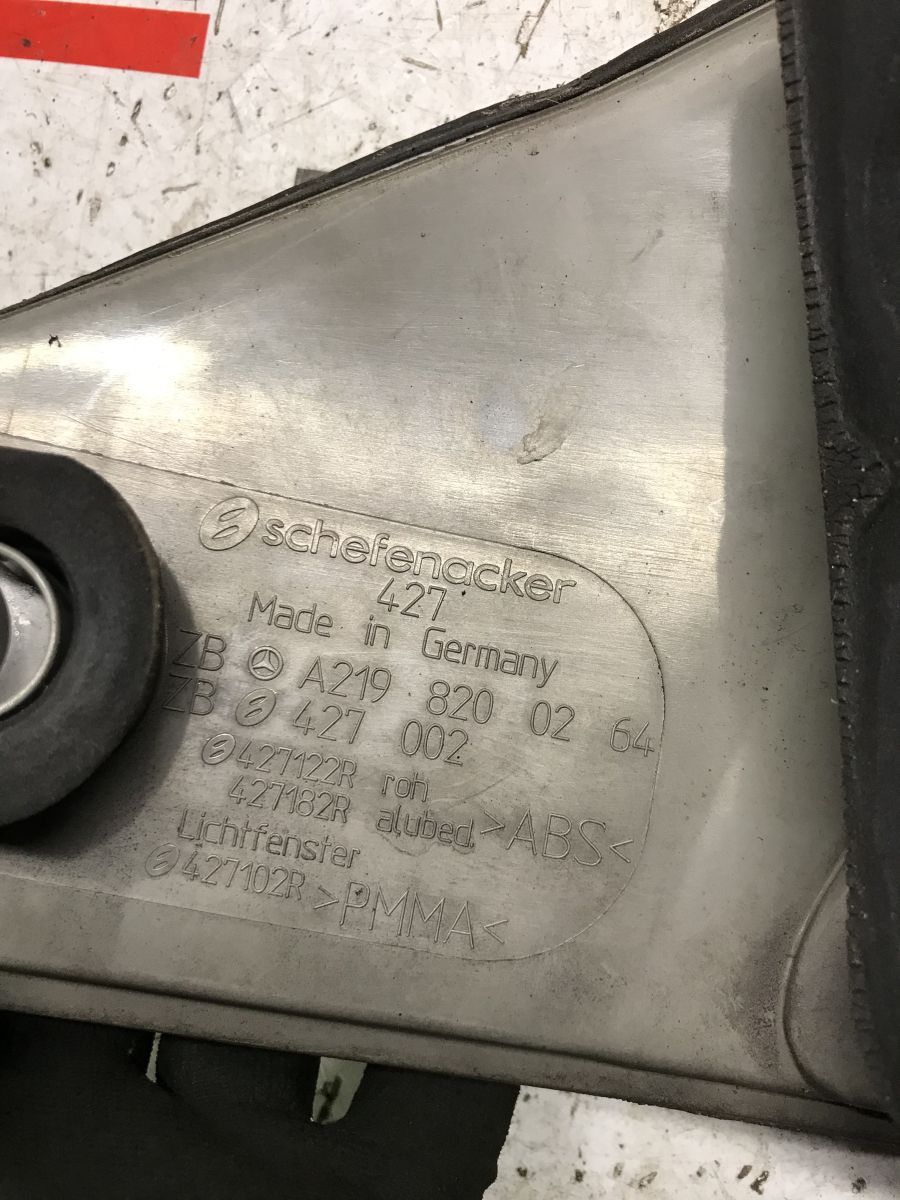 schefenacker
427
Made in Germany
ZB A219 820 02 64
ZB 427 002
427122R roh
427182R alubed. >ABS<
Lichtfenster
427102R >PMMA<